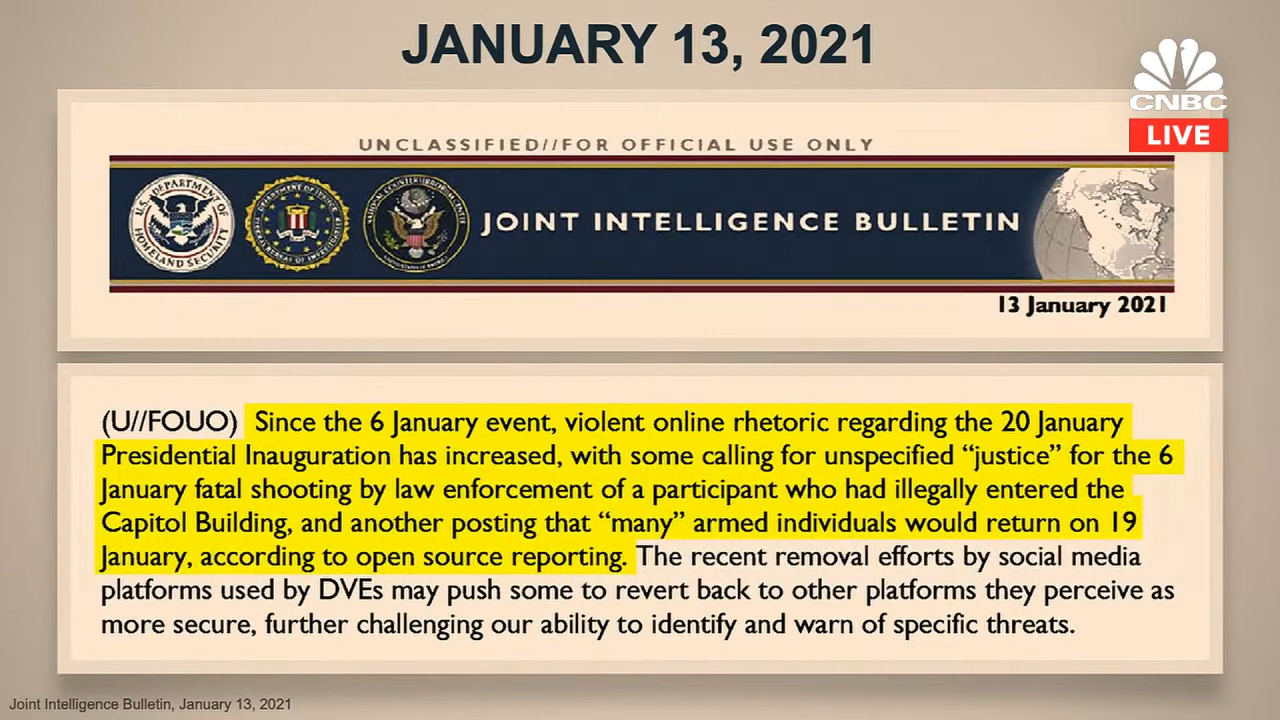 JANUARY 13, 2021
CNBC
LIVE
UNCLASSIFIED//FOR OFFICIAL USE ONLY
U.S. DEPARTMENT OF
HOMELAND SECURITY
JOINT INTELLIGENCE BULLETIN
13 January 2021
(U//FOUO) Since the 6 January event, violent online rhetoric regarding the 20 January
Presidential Inauguration has increased, with some calling for unspecified “justice” for the 6
January fatal shooting by law enforcement of a participant who had illegally entered the
Capitol Building, and another posting that “many” armed individuals would return on 19
January, according to open source reporting. The recent removal efforts by social media
platforms used by DVEs may push some to revert back to other platforms they perceive as
more secure, further challenging our ability to identify and warn of specific threats.
Joint Intelligence Bulletin, January 13, 2021